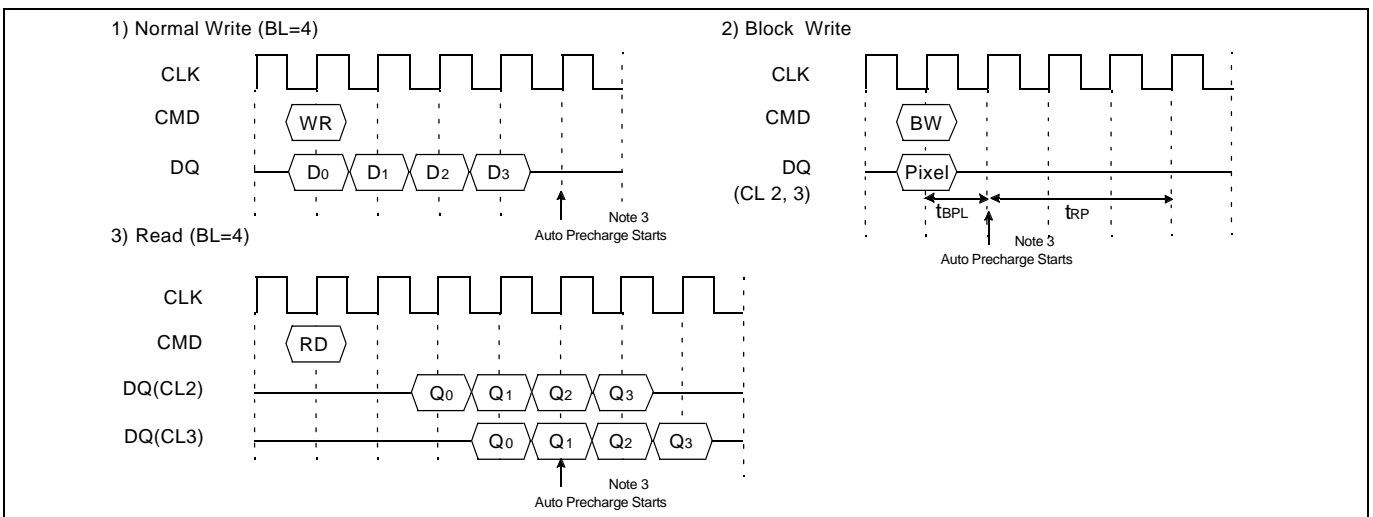 1) Normal Write (BL=4)
CLK
CMD
WR
DQ
D0 D1 D2 D3
Note 3
Auto Precharge Starts
2) Block Write
CLK
CMD
BW
DQ
(CL 2, 3)
Pixel
tBPL
tRP
Note 3
Auto Precharge Starts
3) Read (BL=4)
CLK
CMD
RD
DQ(CL2)
Q0 Q1 Q2 Q3
DQ(CL3)
Q0 Q1 Q2 Q3
Note 3
Auto Precharge Starts